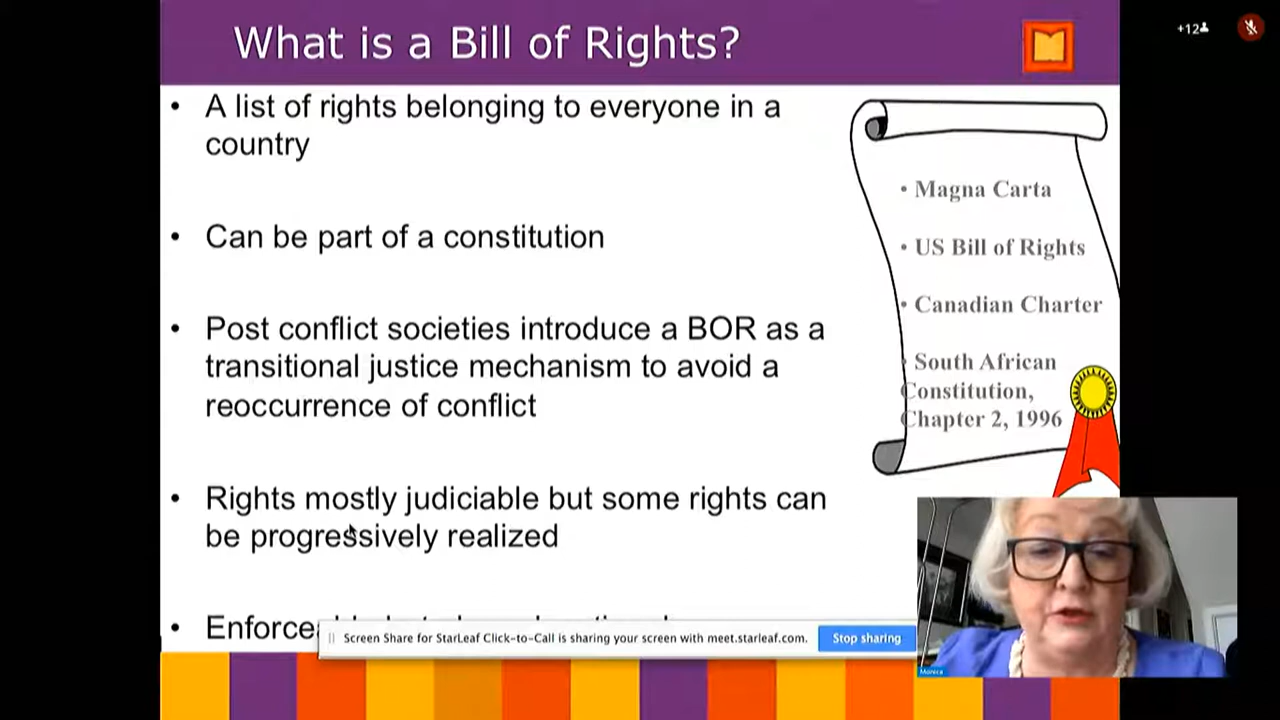 What is a Bill of Rights?
+12
• A list of rights belonging to everyone in a
country
• Can be part of a constitution
• Post conflict societies introduce a BOR as a
transitional justice mechanism to avoid a
reoccurrence of conflict
• Rights mostly judiciable but some rights can
be progressively realized
•
• Magna Carta
• US Bill of Rights
• Canadian Charter
• South African
Constitution,
Chapter 2, 1996
Screen Share for StarLeaf Click-to-Call is sharing your screen with meet.starleaf.com.
Stop sharing
Monica